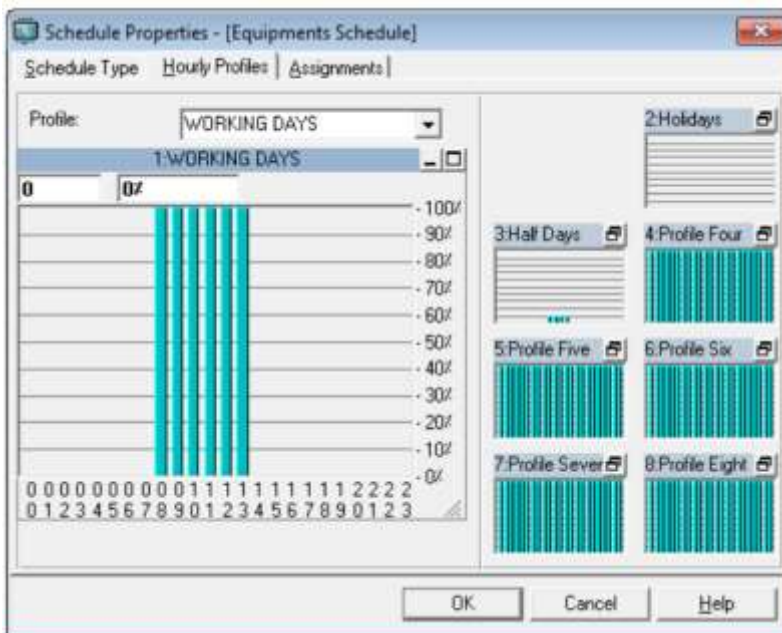 Schedule Properties - [Equipments Schedule]
Schedule Type Hourly Profiles Assignments
Profile: WORKING DAYS
1:WORKING DAYS
0 0%
- 100%
- 90%
- 80%
- 70%
- 60%
- 50%
- 40%
- 30%
- 20%
- 10%
- 0%
0 0 0 0 0 0 0 0 0 0 1 1 1 1 1 1 1 1 1 1 2 2 2 2
0 1 2 3 4 5 6 7 8 9 0 1 2 3 4 5 6 7 8 9 0 1 2 3
2:Holidays
3:Half Days
4:Profile Four
5:Profile Five
6:Profile Six
7:Profile Sever
8:Profile Eight
OK Cancel Help